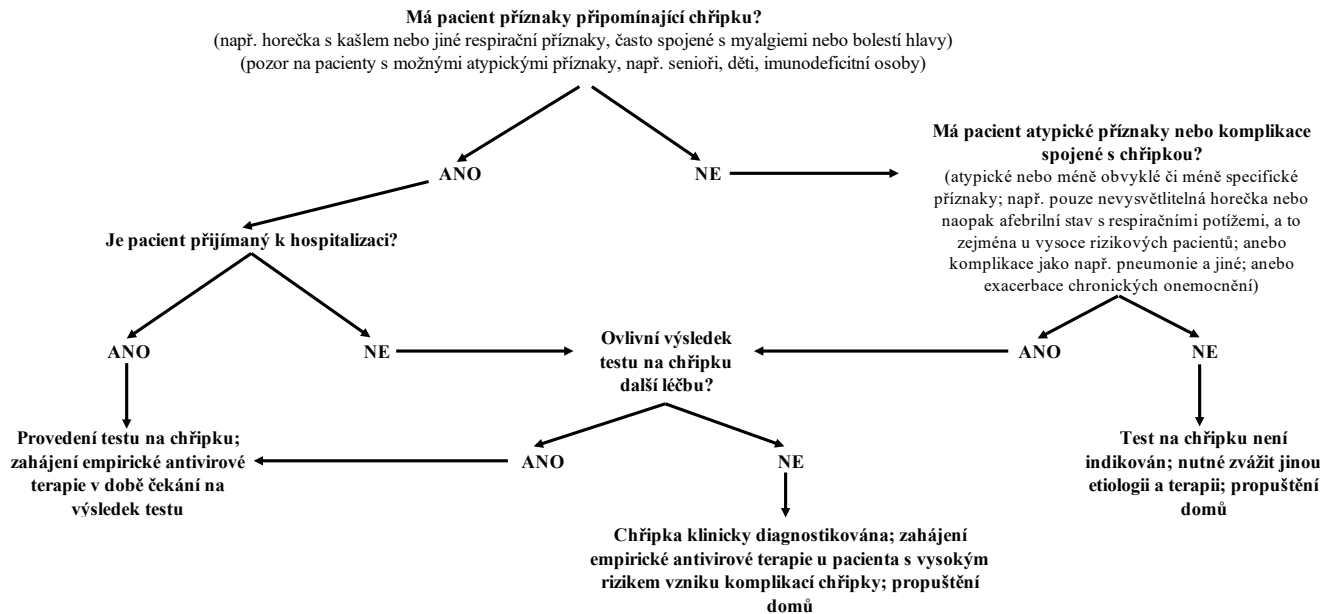 Má pacient příznaky připomínající chřipku?
(např. horečka s kašlem nebo jiné respirační příznaky, často spojené s myalgiemi nebo bolestí hlavy)
(pozor na pacienty s možnými atypickými příznaky, např. senioři, děti, imunodeficitní osoby)
ANO
NE
Má pacient atypické příznaky nebo komplikace
spojené s chřipkou?
(atypické nebo méně obvyklé či méně specifické
příznaky; např. pouze nevysvětlitelná horečka nebo
naopak afebrilní stav s respiračními potížemi, a to
zejména u vysoce rizikových pacientů; anebo
komplikace jako např. pneumonie a jiné; anebo
exacerbace chronických onemocnění)
Je pacient přijímaný k hospitalizaci?
ANO
NE
Ovlivní výsledek
testu na chřipku
další léčbu?
ANO
NE
Provedení testu na chřipku;
zahájení empirické antivirové
terapie v době čekání na
výsledek testu
ANO
NE
Test na chřipku není
indikován; nutné zvážit jinou
etiologii a terapii; propuštění
domů
Chřipka klinicky diagnostikována; zahájení
empirické antivirové terapie u pacienta s vysokým
rizikem vzniku komplikací chřipky; propuštění
domů